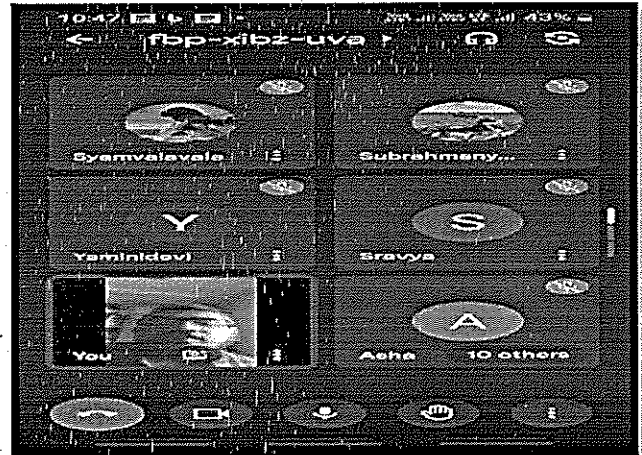 10:47 43%
fbp-xibz-uva
Syamvalavala Subrahmany...
Y S
Yaminidevi Sravya
A
You Asha 10 others